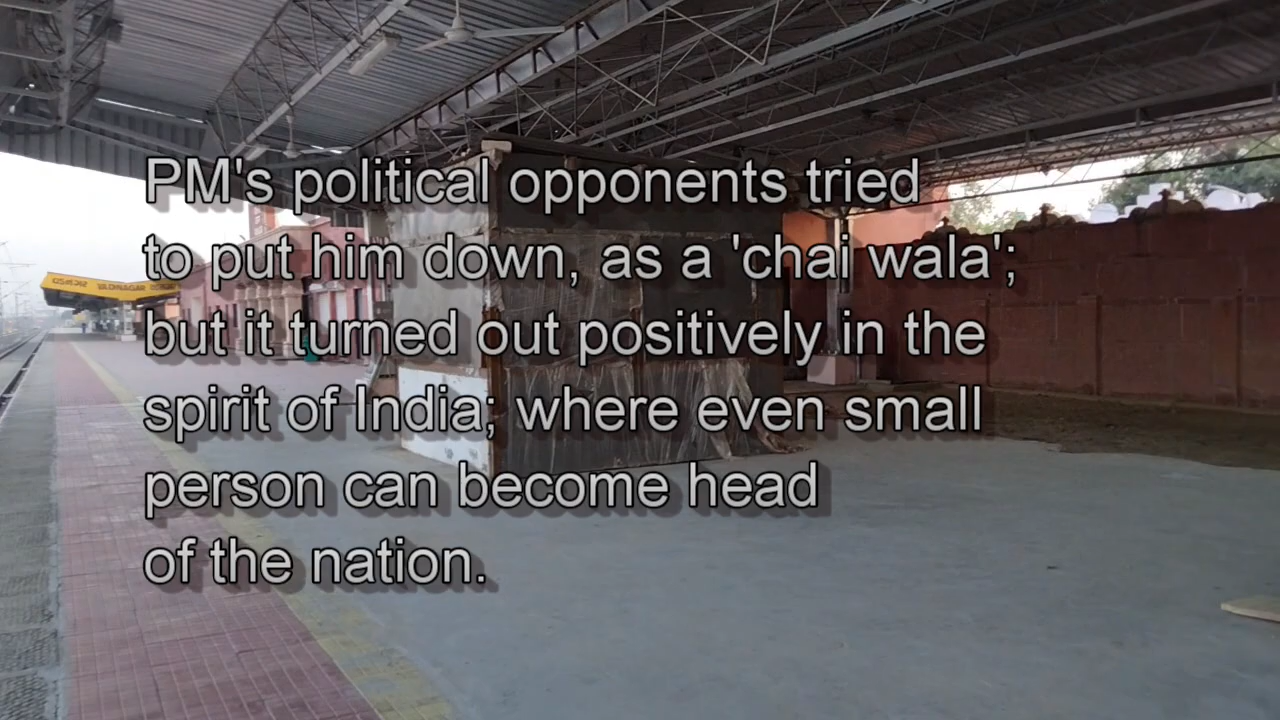 PM's political opponents tried
to put him down, as a 'chai wala';
but it turned out positively in the
spirit of India; where even small
person can become head
of the nation.
VADNAGAR